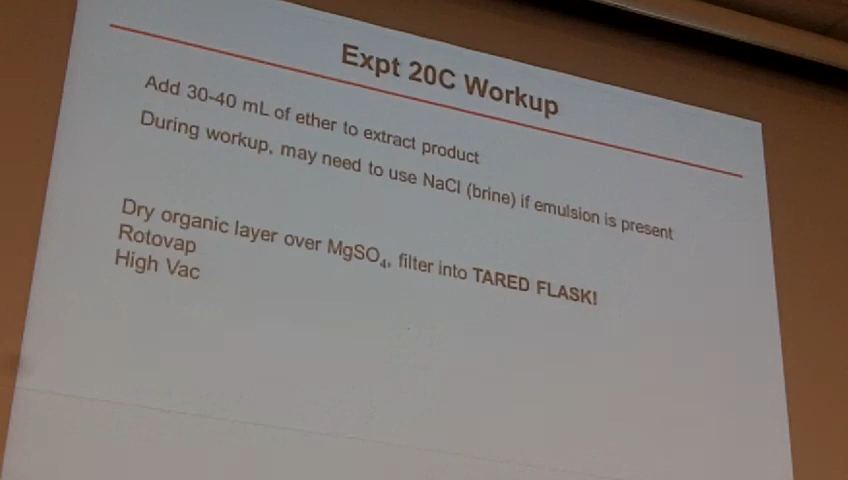 Expt 20C Workup
Add 30-40 mL of ether to extract product
During workup, may need to use NaCl (brine) if emulsion is present
Dry organic layer over MgSO₄, filter into TARED FLASK!
Rotovap
High Vac